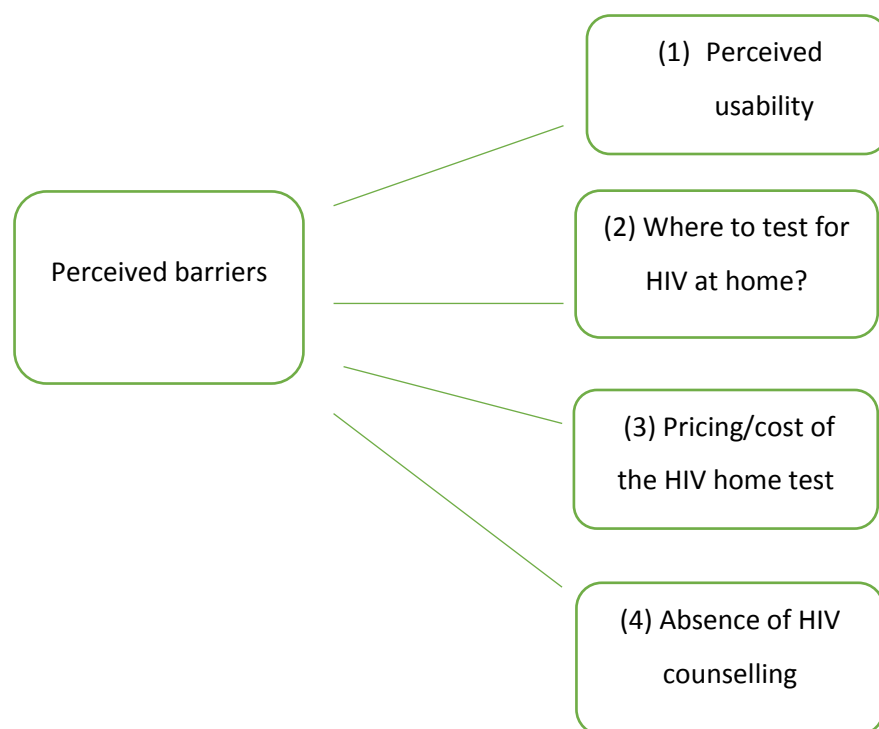 Perceived barriers
(1) Perceived
usability
(2) Where to test for
HIV at home?
(3) Pricing/cost of
the HIV home test
(4) Absence of HIV
counselling